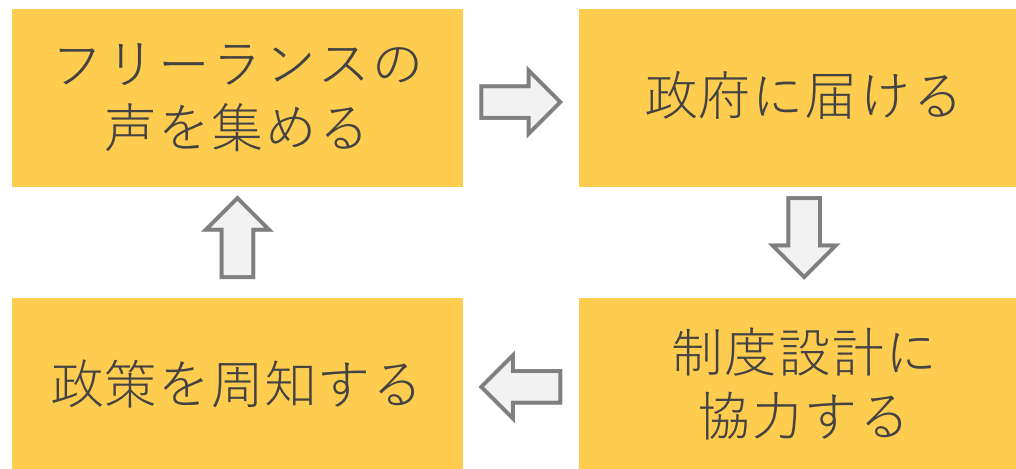 フリーランスの
声を集める
政府に届ける
政策を周知する
制度設計に
協力する